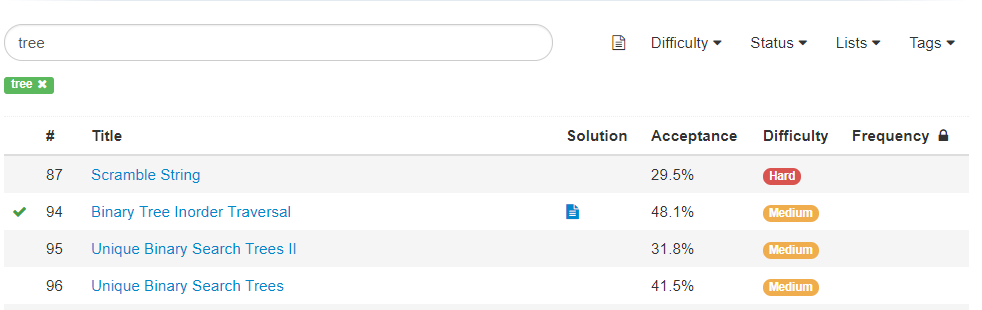 tree Difficulty Status Lists Tags
tree
# Title Solution Acceptance Difficulty Frequency
87 Scramble String 29.5% Hard
94 Binary Tree Inorder Traversal 48.1% Medium
95 Unique Binary Search Trees II 31.8% Medium
96 Unique Binary Search Trees 41.5% Medium